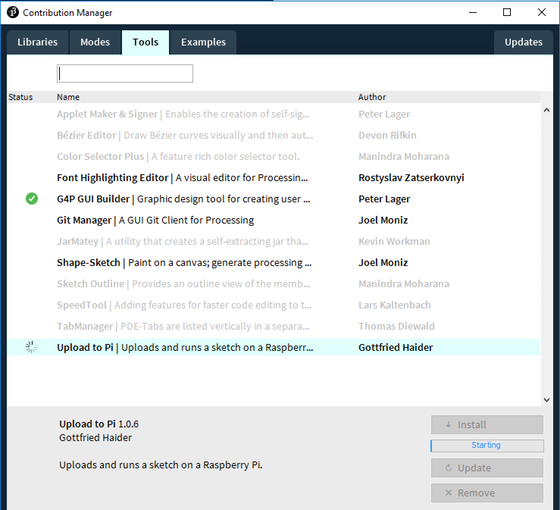 Contribution Manager
Libraries Modes Tools Examples Updates
Status Name Author
Applet Maker & Signer | Enables the creation of self-sig... Peter Lager
Bézier Editor | Draw Bézier curves visually and then aut... Devon Rifkin
Color Selector Plus | A feature rich color selector tool. Manindra Moharana
Font Highlighting Editor | A visual editor for Processin... Rostyslav Zatserkovnyi
G4P GUI Builder | Graphic design tool for creating user ... Peter Lager
Git Manager | A GUI Git Client for Processing Joel Moniz
JarMatey | A utility that creates a self-extracting jar tha... Kevin Workman
Shape-Sketch | Paint on a canvas; generate processing ... Joel Moniz
Sketch Outline | Provides an outline view of the memb... Manindra Moharana
SpeedTool | Adding features for faster code editing to t... Lars Kaltenbach
TabManager | PDE-Tabs are listed vertically in a separa... Thomas Diewald
Upload to Pi | Uploads and runs a sketch on a Raspberr... Gottfried Haider
Upload to Pi 1.0.6
Gottfried Haider
Uploads and runs a sketch on a Raspberry Pi.
Install
Starting
Update
Remove